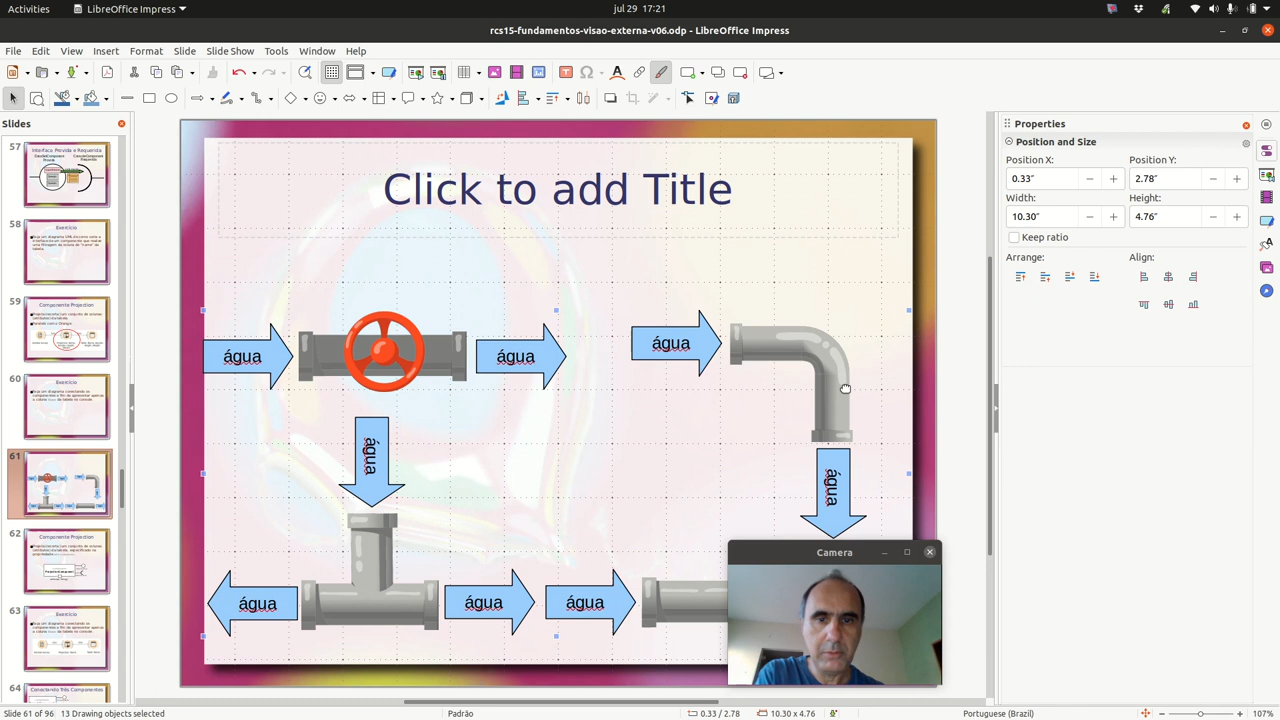 Activities
LibreOffice Impress
jul 29 17:21
rcs15-fundamentos-visao-externa-v06.odp - LibreOffice Impress
File Edit View Insert Format Slide Slide Show Tools Window Help
Slides
57
Interface: Provida e Requerida
58
Exercício
59
Componente Projection
60
Exercício
61
62
Componente Projection
63
Exercício
64
Conectando Três Componentes
Click to add Title
água
água
água
água
água
água
água
água
Camera
Properties
Position and Size
Position X: Position Y:
0.33″ 2.78″
Width: Height:
10.30″ 4.76″
Keep ratio
Arrange: Align:
Slide 61 of 96 13 Drawing objects selected
Padrão
0.33 / 2.78
10.30 x 4.76
Portuguese (Brazil)
107%